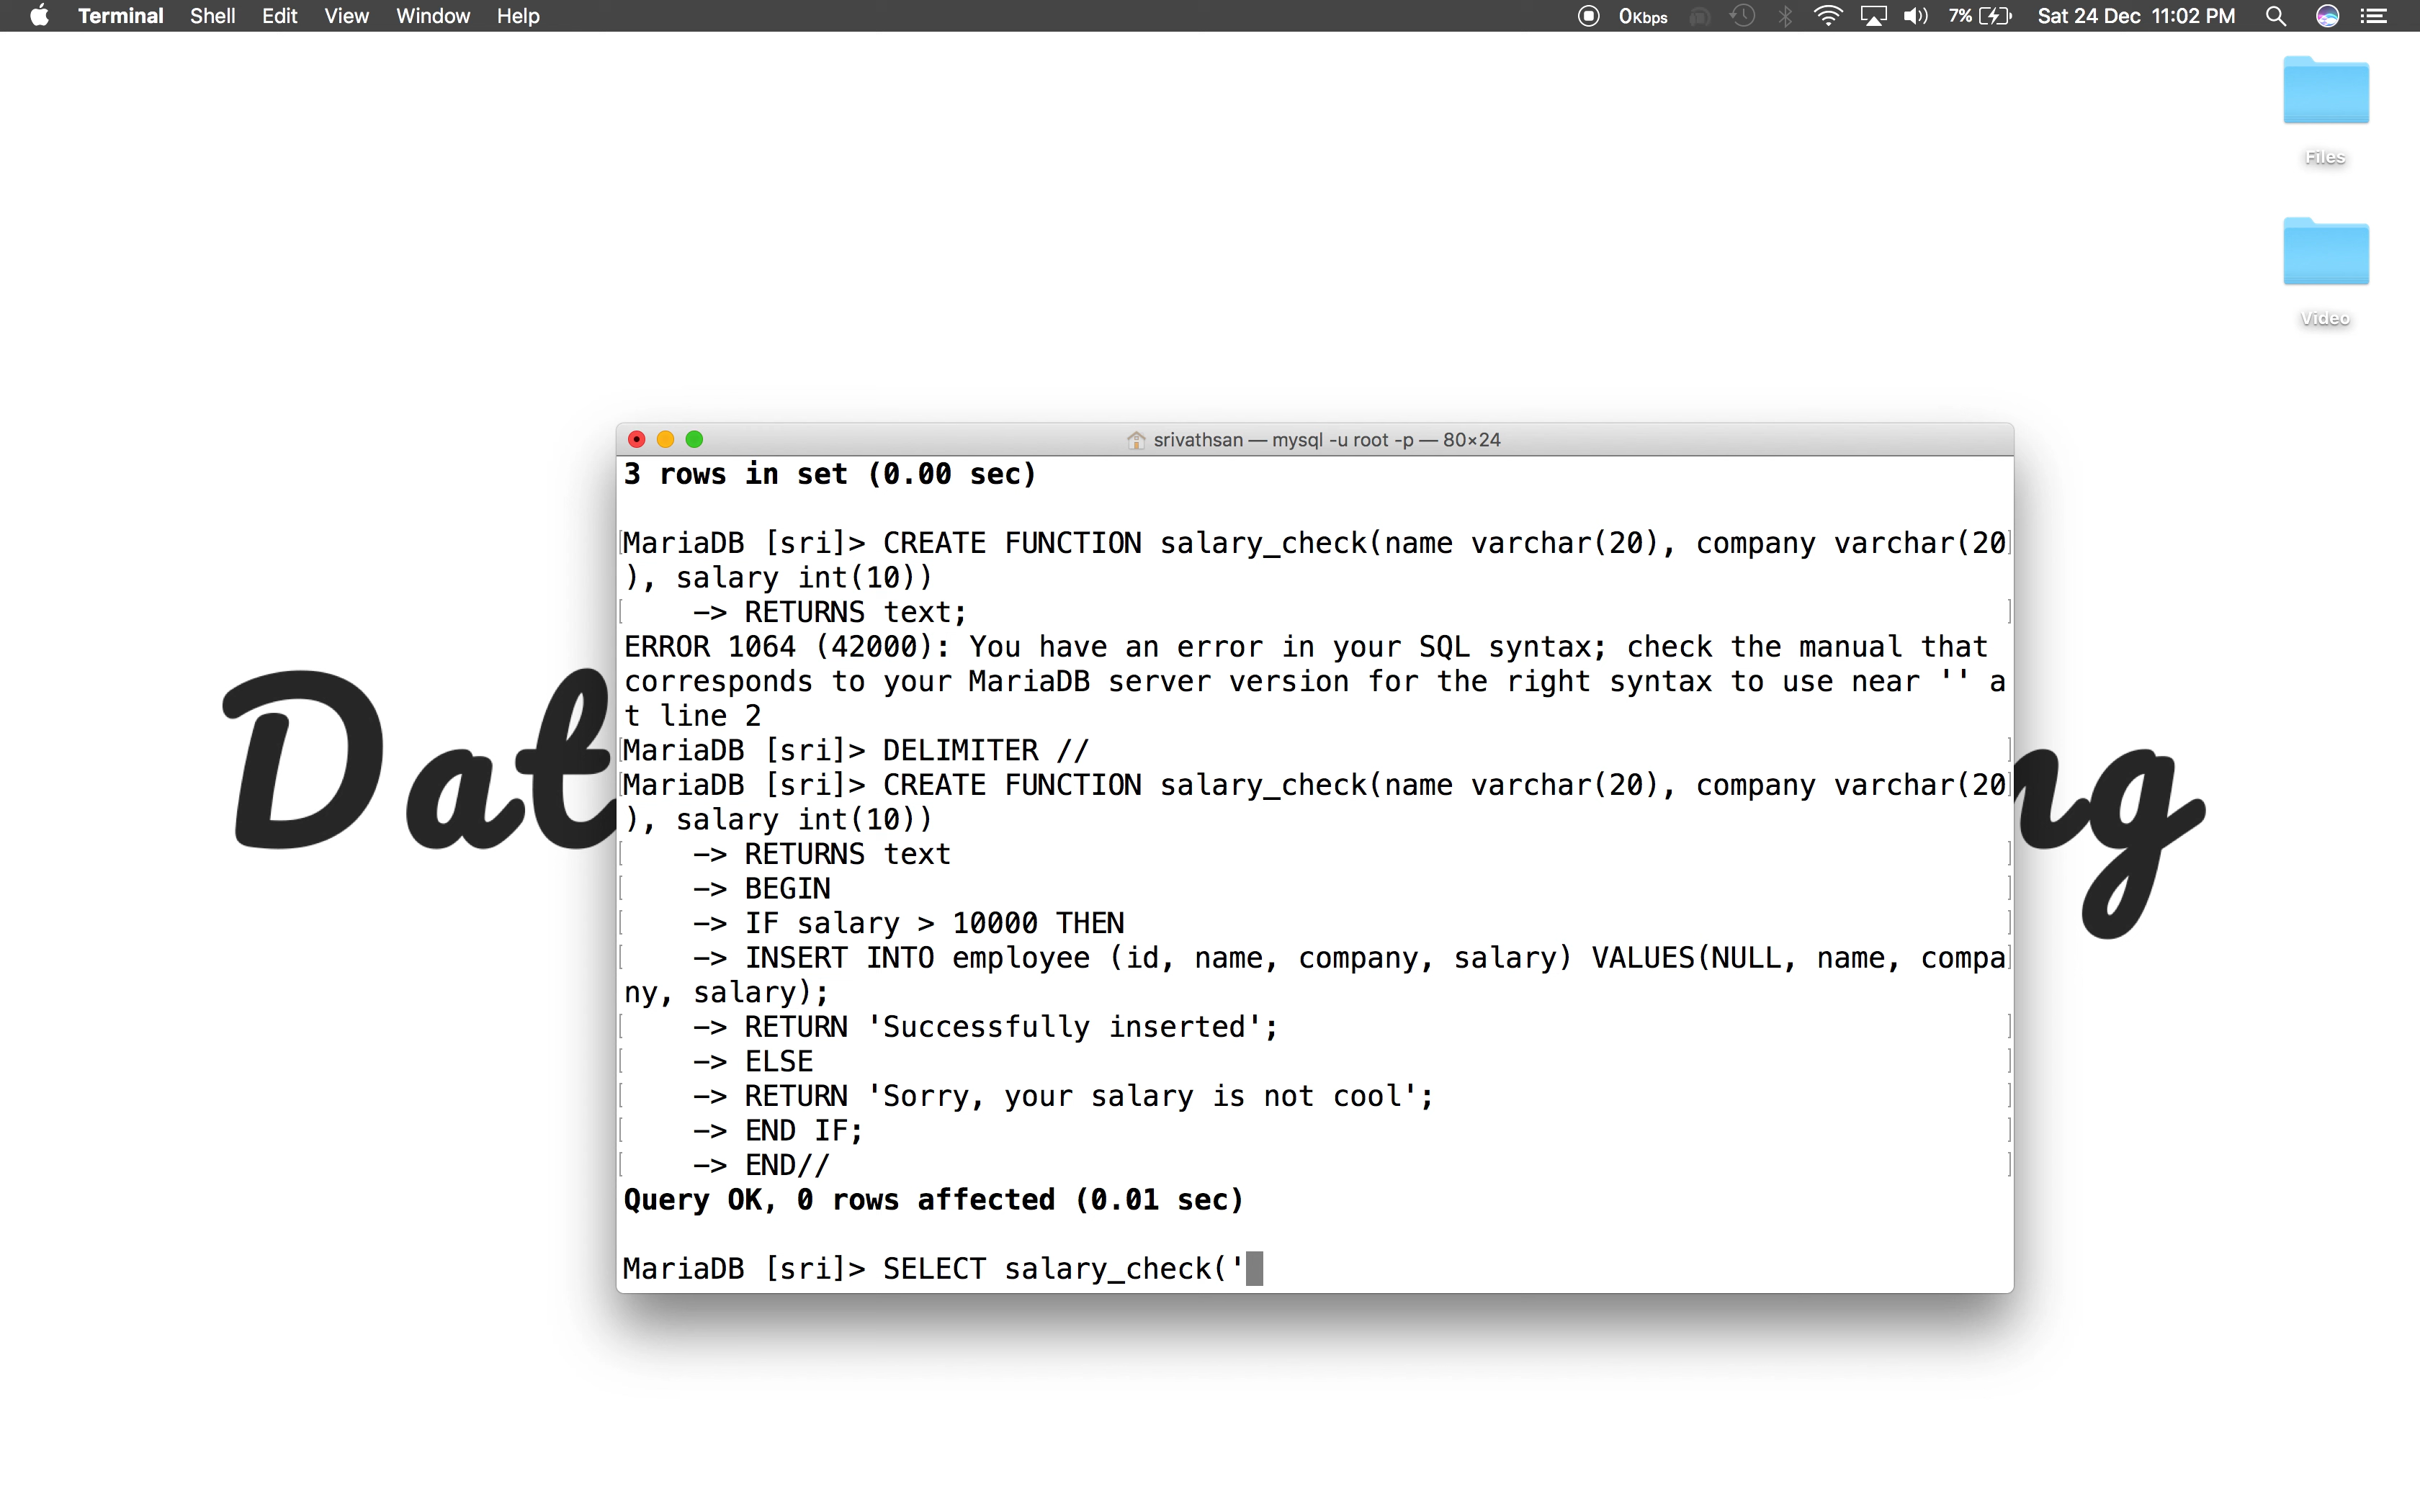 Terminal Shell Edit View Window Help 0Kbps 7% Sat 24 Dec 11:02 PM
Files
Video
srivathsan — mysql -u root -p — 80×24
3 rows in set (0.00 sec)
MariaDB [sri]> CREATE FUNCTION salary_check(name varchar(20), company varchar(20
), salary int(10))
-> RETURNS text;
ERROR 1064 (42000): You have an error in your SQL syntax; check the manual that
corresponds to your MariaDB server version for the right syntax to use near '' a
t line 2
MariaDB [sri]> DELIMITER //
MariaDB [sri]> CREATE FUNCTION salary_check(name varchar(20), company varchar(20
), salary int(10))
-> RETURNS text
-> BEGIN
-> IF salary > 10000 THEN
-> INSERT INTO employee (id, name, company, salary) VALUES(NULL, name, compa
ny, salary);
-> RETURN 'Successfully inserted';
-> ELSE
-> RETURN 'Sorry, your salary is not cool';
-> END IF;
-> END//
Query OK, 0 rows affected (0.01 sec)
MariaDB [sri]> SELECT salary_check('